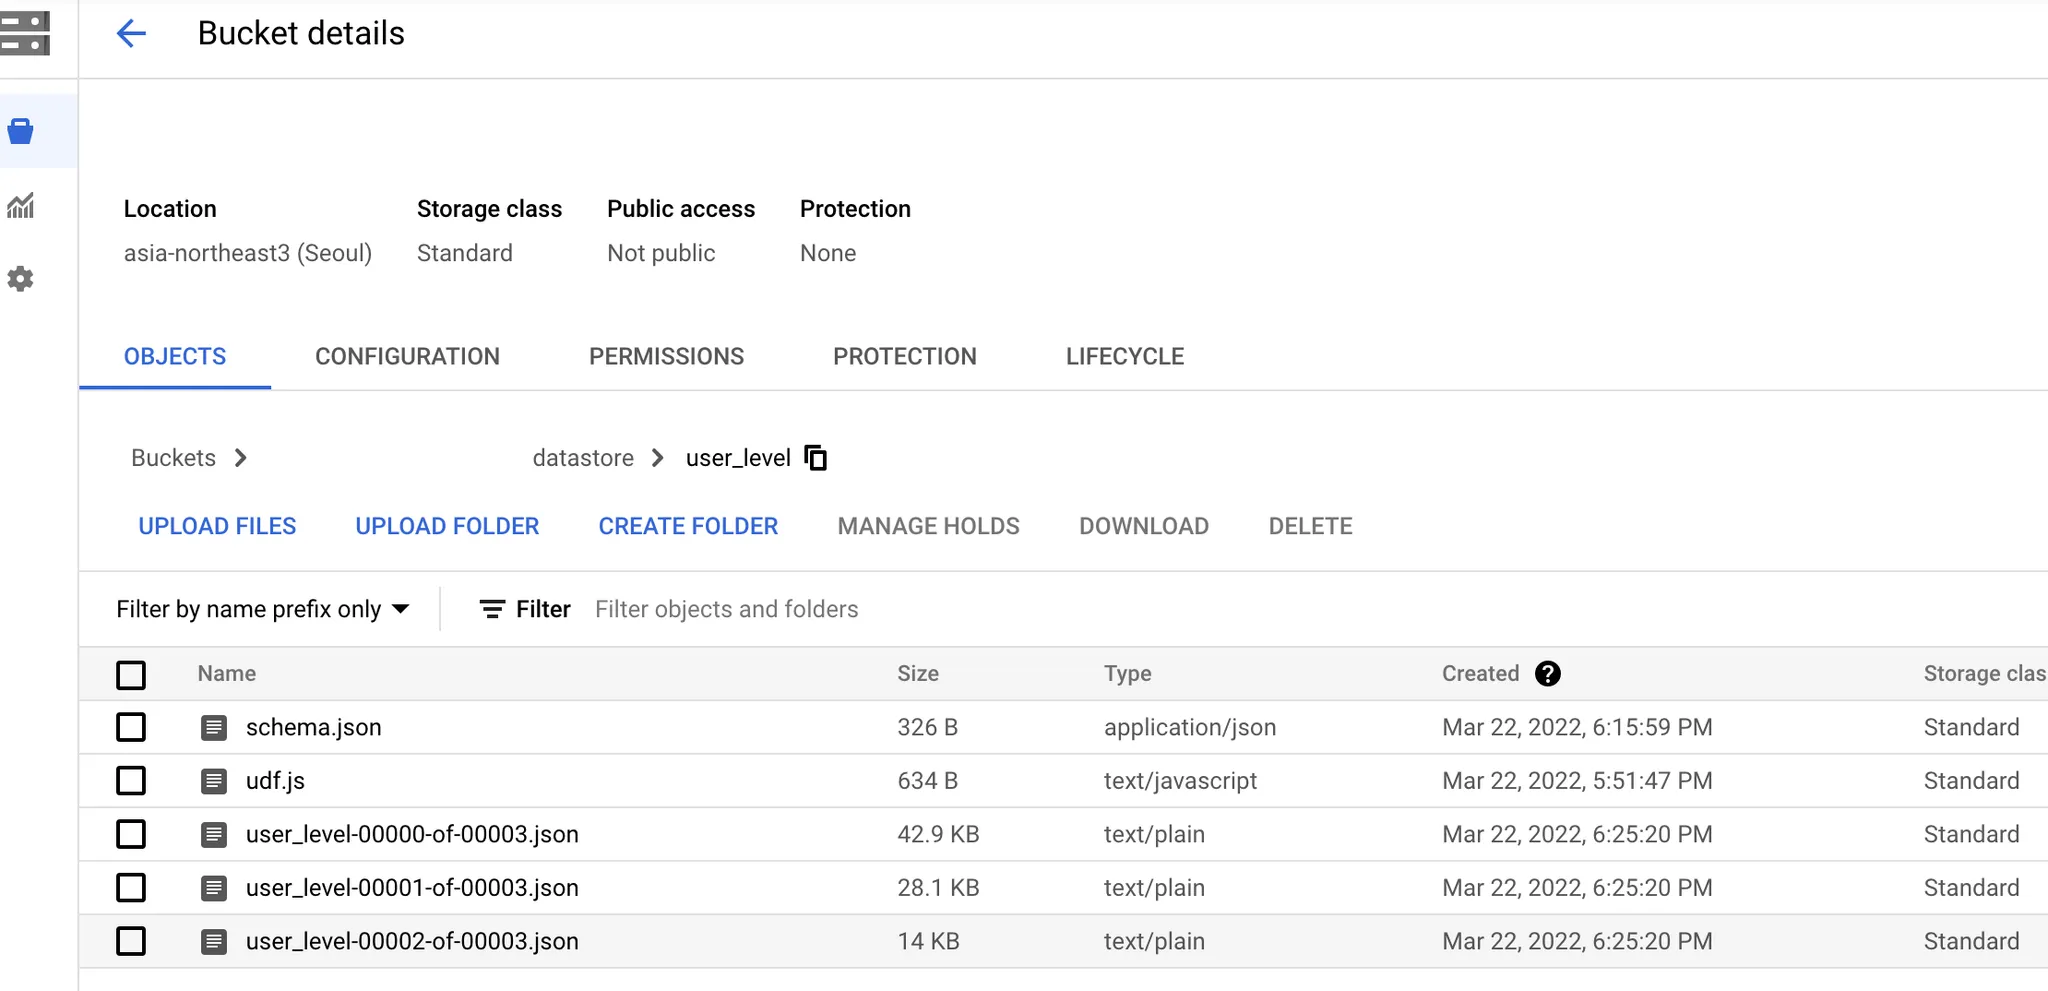 Bucket details
Location Storage class Public access Protection
asia-northeast3 (Seoul) Standard Not public None
OBJECTS CONFIGURATION PERMISSIONS PROTECTION LIFECYCLE
Buckets datastore user_level
UPLOAD FILES UPLOAD FOLDER CREATE FOLDER MANAGE HOLDS DOWNLOAD DELETE
Filter by name prefix only Filter Filter objects and folders
Name Size Type Created ? Storage clas
schema.json 326 B application/json Mar 22, 2022, 6:15:59 PM Standard
udf.js 634 B text/javascript Mar 22, 2022, 5:51:47 PM Standard
user_level-00000-of-00003.json 42.9 KB text/plain Mar 22, 2022, 6:25:20 PM Standard
user_level-00001-of-00003.json 28.1 KB text/plain Mar 22, 2022, 6:25:20 PM Standard
user_level-00002-of-00003.json 14 KB text/plain Mar 22, 2022, 6:25:20 PM Standard